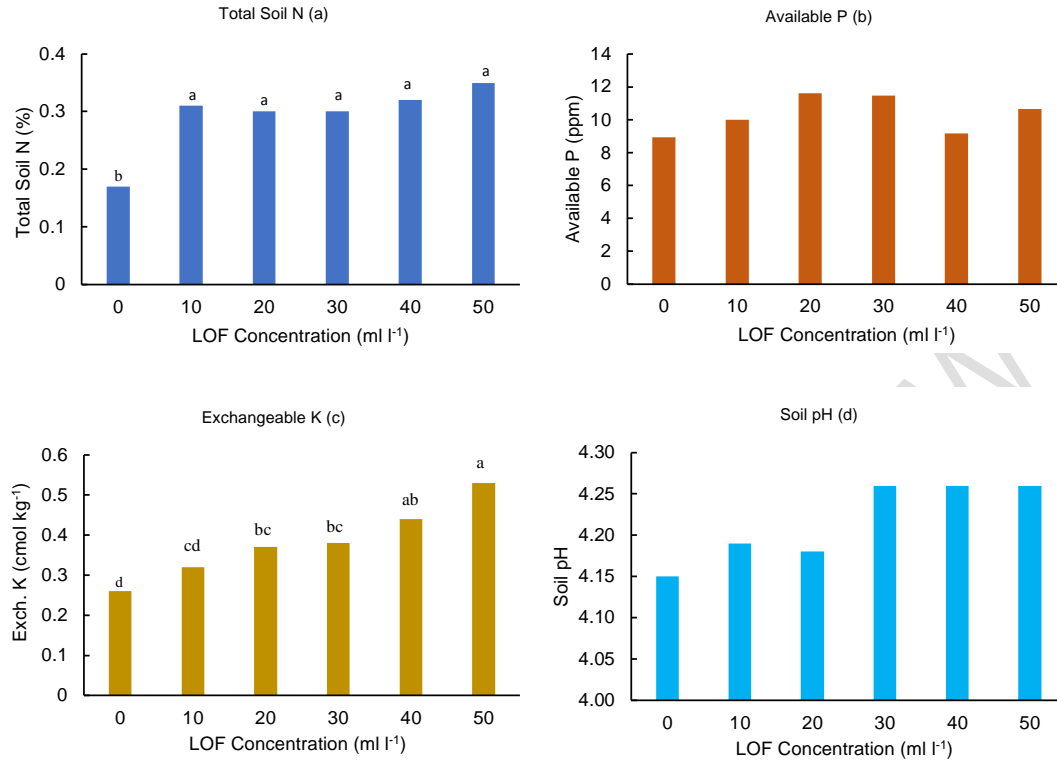 Total Soil N (a)
Total Soil N (%)
0.4
0.3
0.2
0.1
0
b
a
a
a
a
a
0 10 20 30 40 50
LOF Concentration (ml l⁻¹)
Available P (b)
Available P (ppm)
14
12
10
8
6
4
2
0
0 10 20 30 40 50
LOF Concentration (ml l⁻¹)
Exchangeable K (c)
Exch. K (cmol kg⁻¹)
0.6
0.5
0.4
0.3
0.2
0.1
0
d
cd
bc
bc
ab
a
0 10 20 30 40 50
LOF Concentration (ml l⁻¹)
Soil pH (d)
Soil pH
4.30
4.25
4.20
4.15
4.10
4.05
4.00
0 10 20 30 40 50
LOF Concentration (ml l⁻¹)